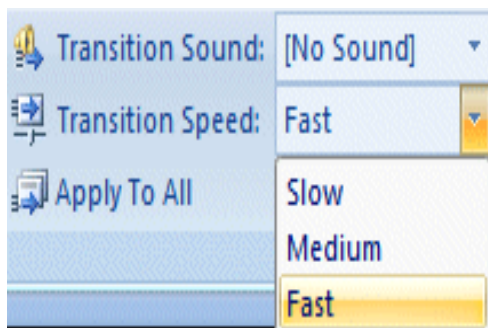 Transition Sound: [No Sound]
Transition Speed: Fast
Apply To All
Slow
Medium
Fast